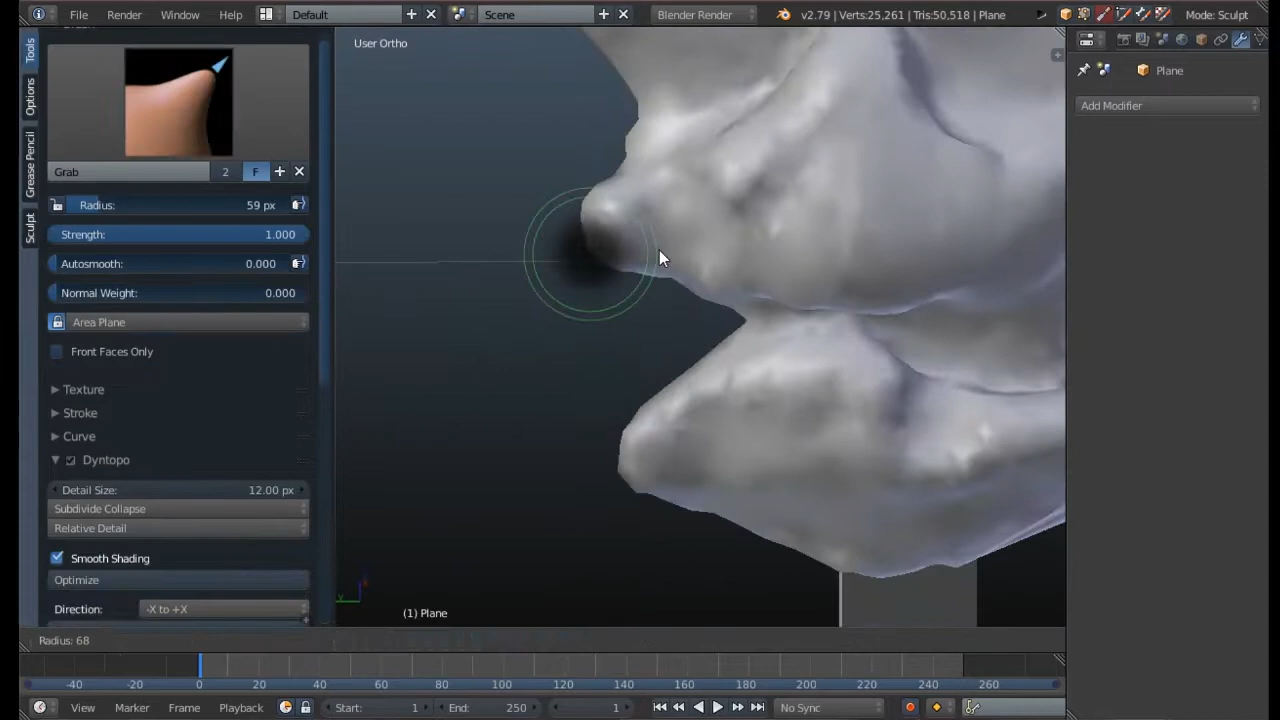 File Render Window Help Default Scene Blender Render v2.79 | Verts:25,261 | Tris:50,518 | Plane Mode: Sculpt
User Ortho
Tools
Options
Grease Pencil
Sculpt
Grab 2 F
Radius: 59 px
Strength: 1.000
Autosmooth: 0.000
Normal Weight: 0.000
Area Plane
Front Faces Only
Texture
Stroke
Curve
Dyntopo
Detail Size: 12.00 px
Subdivide Collapse
Relative Detail
Smooth Shading
Optimize
Direction: -X to +X
(1) Plane
Plane
Add Modifier
Radius: 68
-40 -20 0 20 40 60 80 100 120 140 160 180 200 220 240 260
View Marker Frame Playback Start: 1 End: 250 1 No Sync